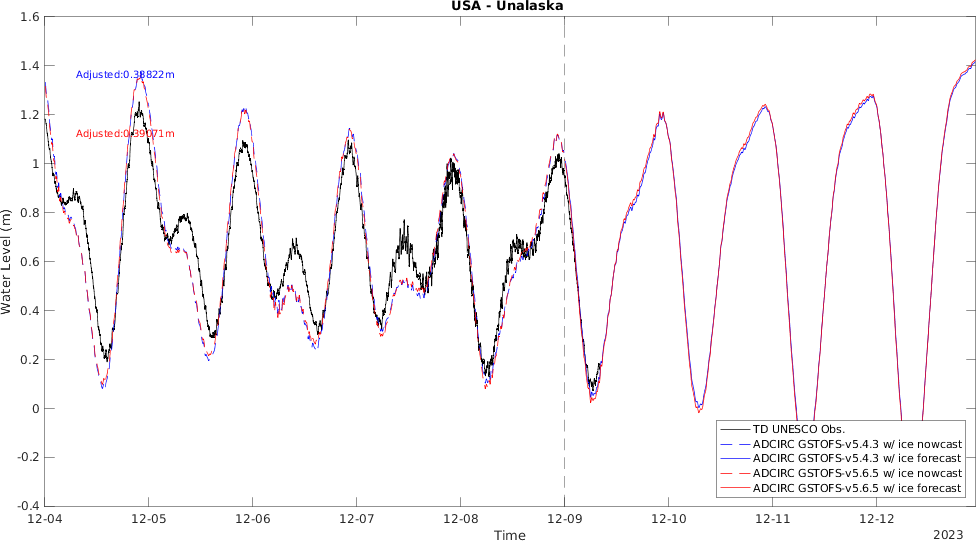 USA - Unalaska
1.6
1.4
1.2
1
0.8
0.6
0.4
0.2
0
-0.2
-0.4
Water Level (m)
Adjusted:0.38822m
Adjusted:0.39071m
TD UNESCO Obs.
ADCIRC GSTOFS-v5.4.3 w/ ice nowcast
ADCIRC GSTOFS-v5.4.3 w/ ice forecast
ADCIRC GSTOFS-v5.6.5 w/ ice nowcast
ADCIRC GSTOFS-v5.6.5 w/ ice forecast
12-04 12-05 12-06 12-07 12-08 12-09 12-10 12-11 12-12
Time
2023